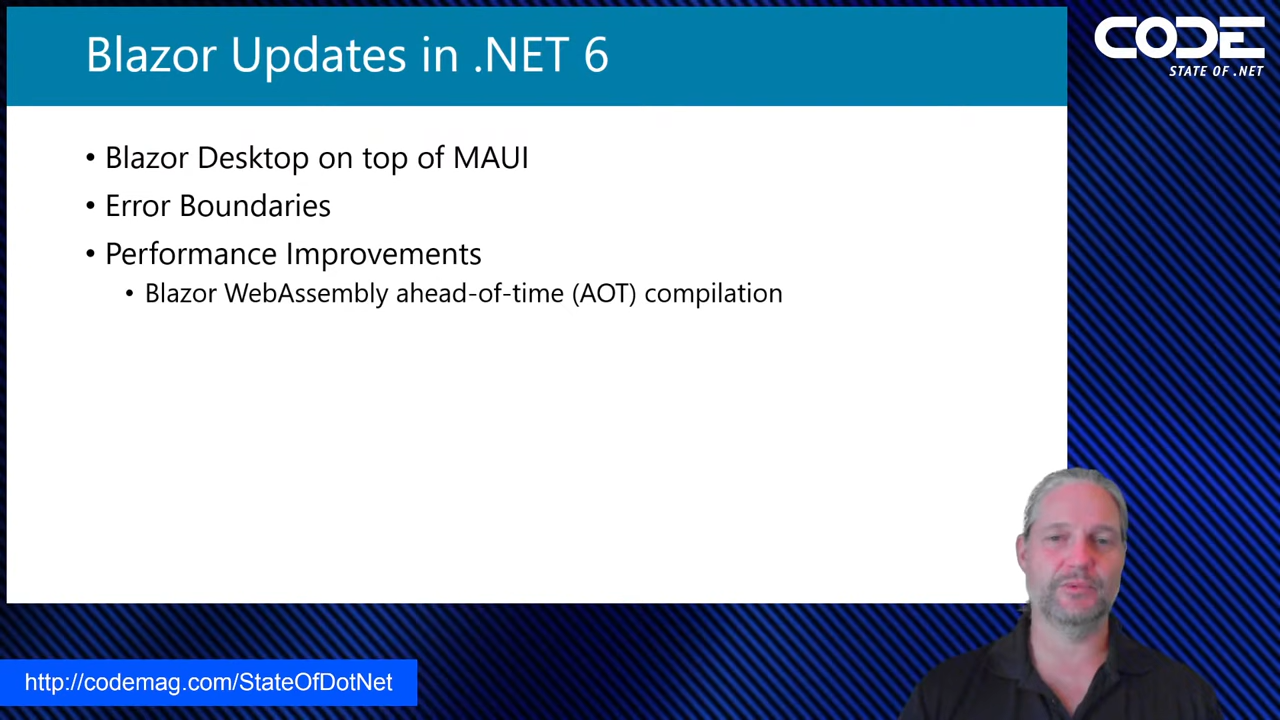 Blazor Updates in .NET 6
CODE
STATE OF .NET
• Blazor Desktop on top of MAUI
• Error Boundaries
• Performance Improvements
• Blazor WebAssembly ahead-of-time (AOT) compilation
http://codemag.com/StateOfDotNet